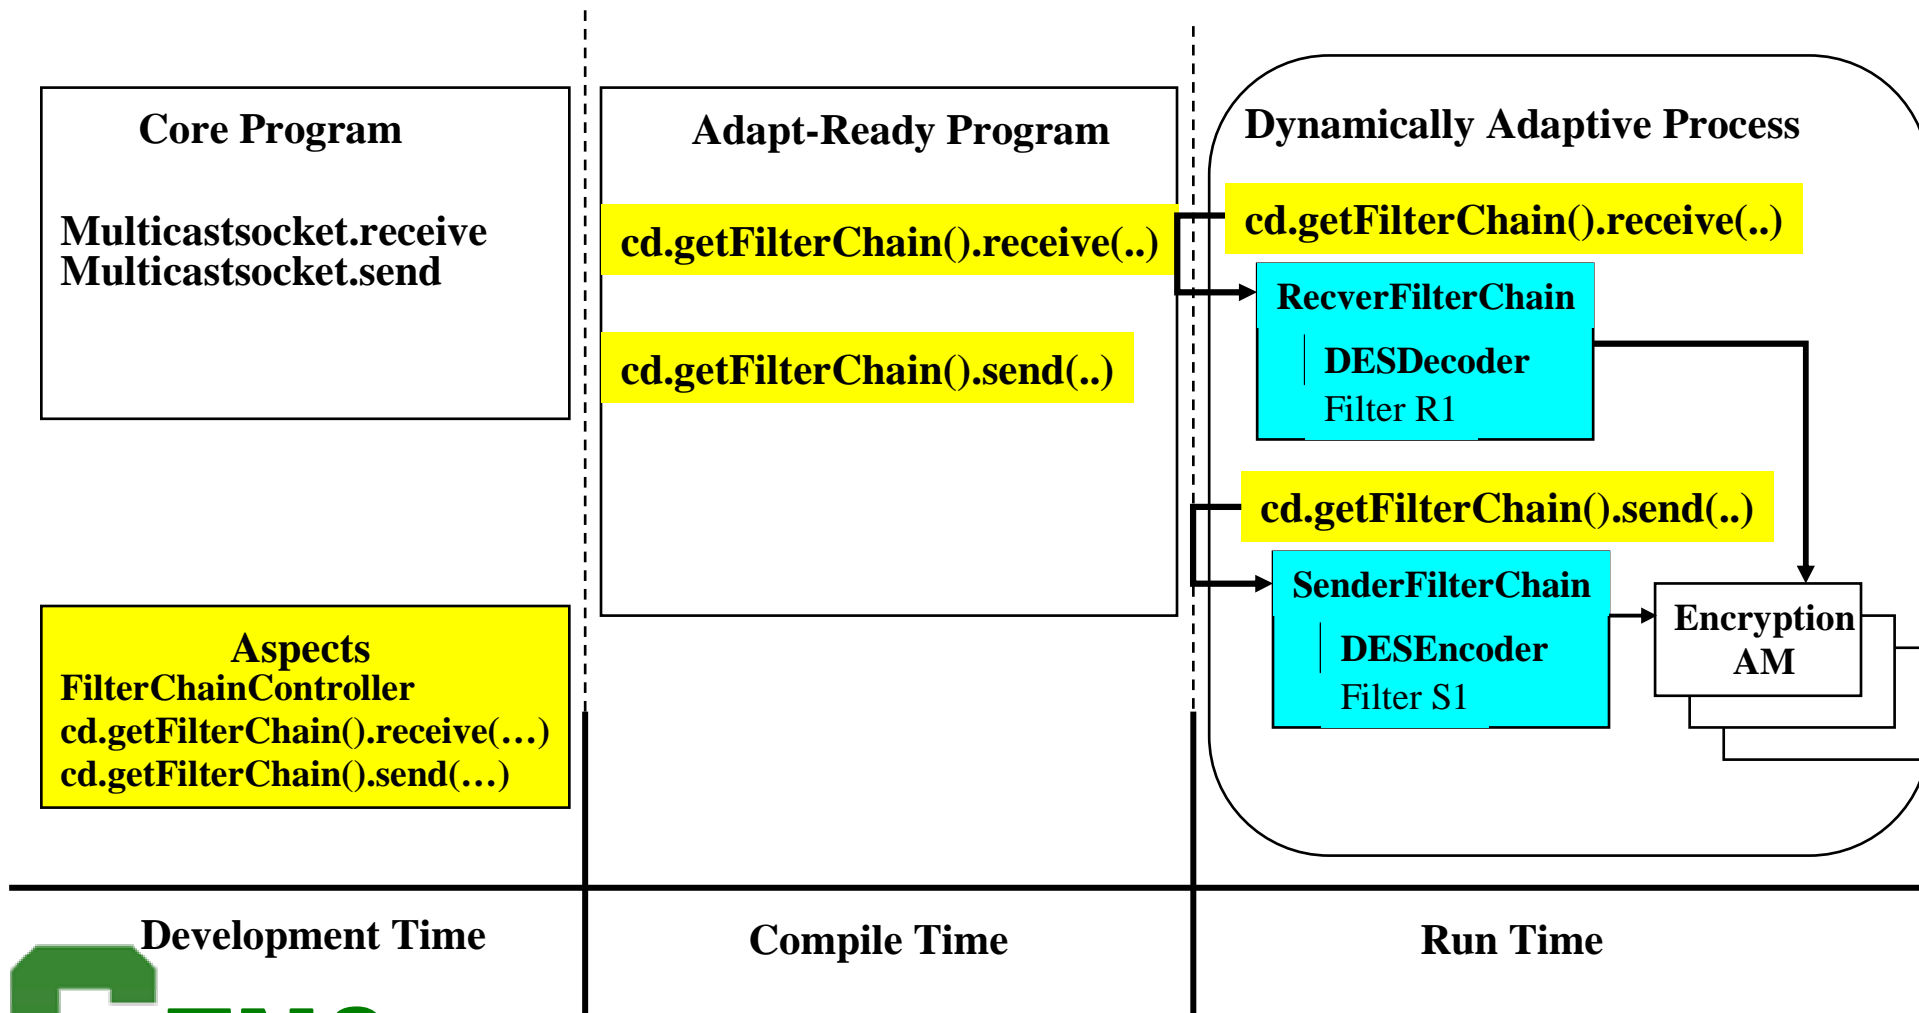 Core Program
Multicastsocket.receive
Multicastsocket.send
Aspects
FilterChainController
cd.getFilterChain().receive(…)
cd.getFilterChain().send(…)
Adapt-Ready Program
cd.getFilterChain().receive(..)
cd.getFilterChain().send(..)
Dynamically Adaptive Process
cd.getFilterChain().receive(..)
RecverFilterChain
DESDecoder
Filter R1
cd.getFilterChain().send(..)
SenderFilterChain
DESEncoder
Filter S1
Encryption
AM
Development Time
Compile Time
Run Time